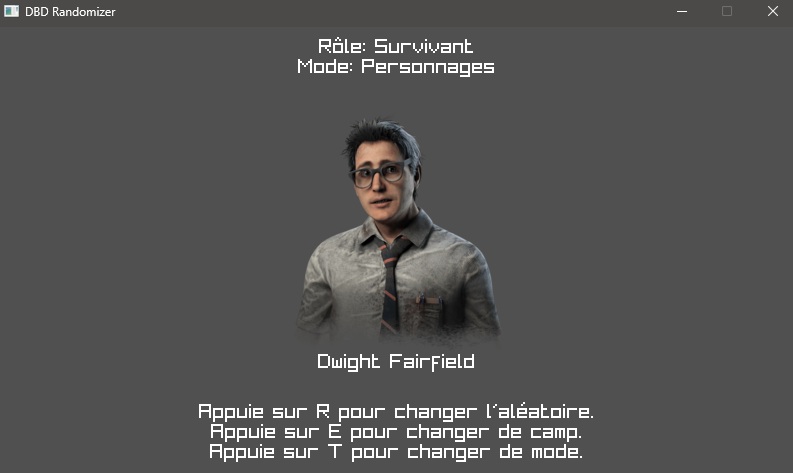 DBD Randomizer
Rôle: Survivant
Mode: Personnages
Dwight Fairfield
Appuie sur R pour changer l'aléatoire.
Appuie sur E pour changer de camp.
Appuie sur T pour changer de mode.